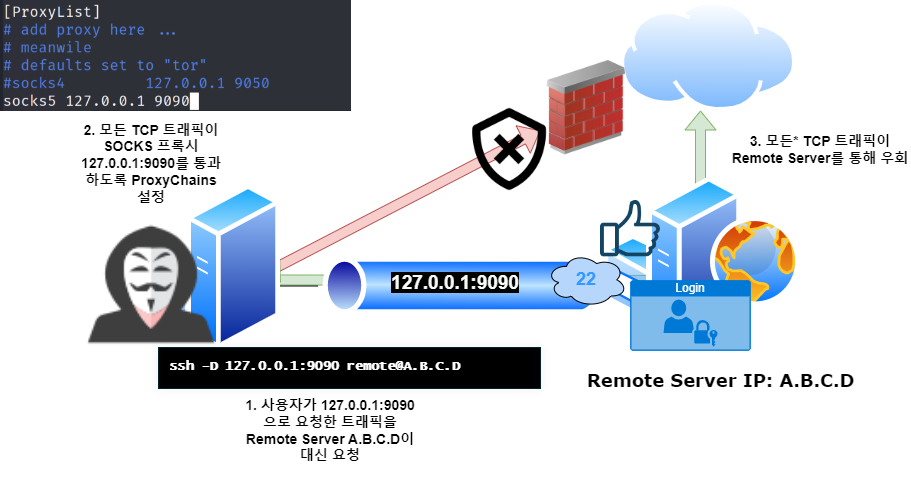 [ProxyList]
# add proxy here ...
# meanwile
# defaults set to "tor"
#socks4 127.0.0.1 9050
socks5 127.0.0.1 9090
2. 모든 TCP 트래픽이
SOCKS 프록시
127.0.0.1:9090를 통과
하도록 ProxyChains
설정
3. 모든* TCP 트래픽이
Remote Server를 통해 우회
127.0.0.1:9090
22
Login
ssh -D 127.0.0.1:9090 remote@A.B.C.D
Remote Server IP: A.B.C.D
1. 사용자가 127.0.0.1:9090
으로 요청한 트래픽을
Remote Server A.B.C.D이
대신 요청